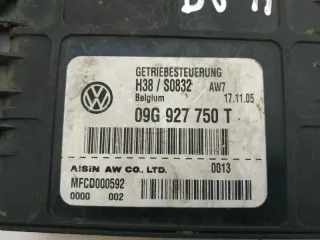 GETRIEBESTEUERUNG
H38 / S0832 AW7
Belgium 17.11.05
09G 927 750 T
AISIN AW CO., LTD. 0013
MFCD000592
0000 002